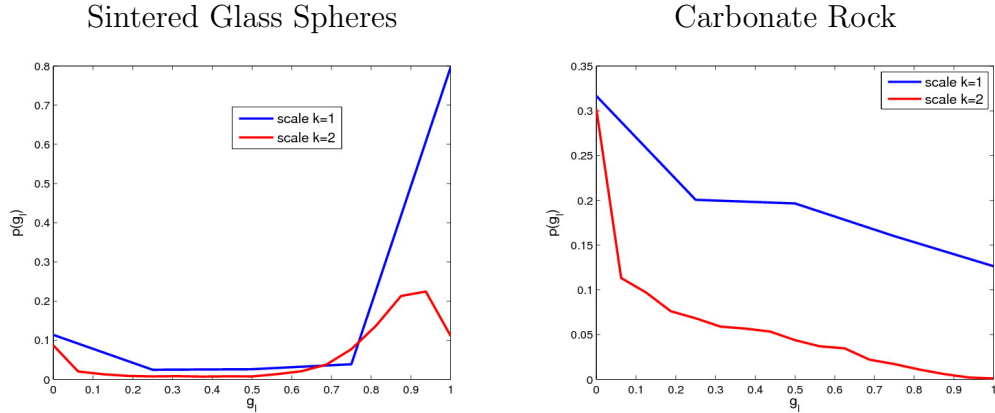 Sintered Glass Spheres
Carbonate Rock
0.8
0.7
0.6
0.5
0.4
0.3
0.2
0.1
0
p(g_l)
scale k=1
scale k=2
0 0.1 0.2 0.3 0.4 0.5 0.6 0.7 0.8 0.9 1
g_l
0.35
0.3
0.25
0.2
0.15
0.1
0.05
0
p(g_l)
scale k=1
scale k=2
0 0.1 0.2 0.3 0.4 0.5 0.6 0.7 0.8 0.9 1
g_l